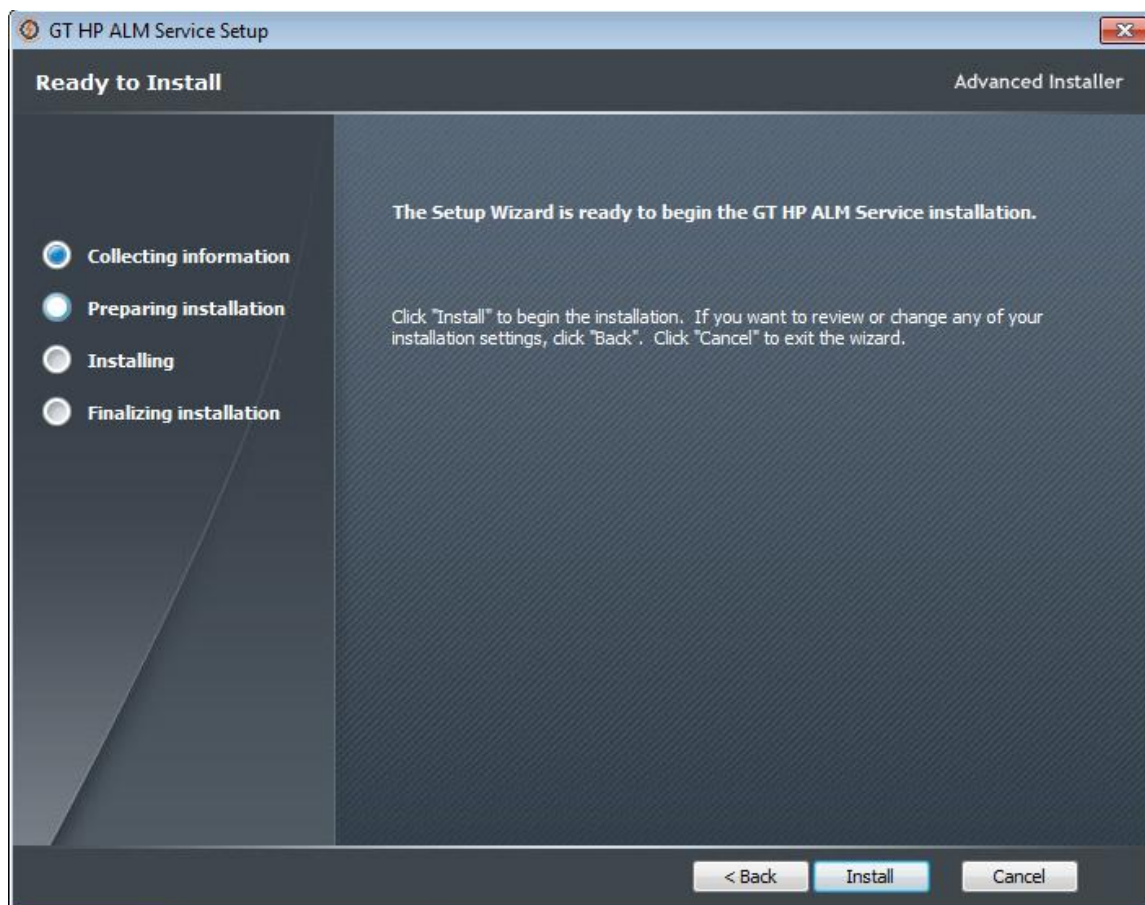 GT HP ALM Service Setup
Ready to Install
Advanced Installer
Collecting information
Preparing installation
Installing
Finalizing installation
The Setup Wizard is ready to begin the GT HP ALM Service installation.
Click "Install" to begin the installation. If you want to review or change any of your
installation settings, click "Back". Click "Cancel" to exit the wizard.
< Back
Install
Cancel